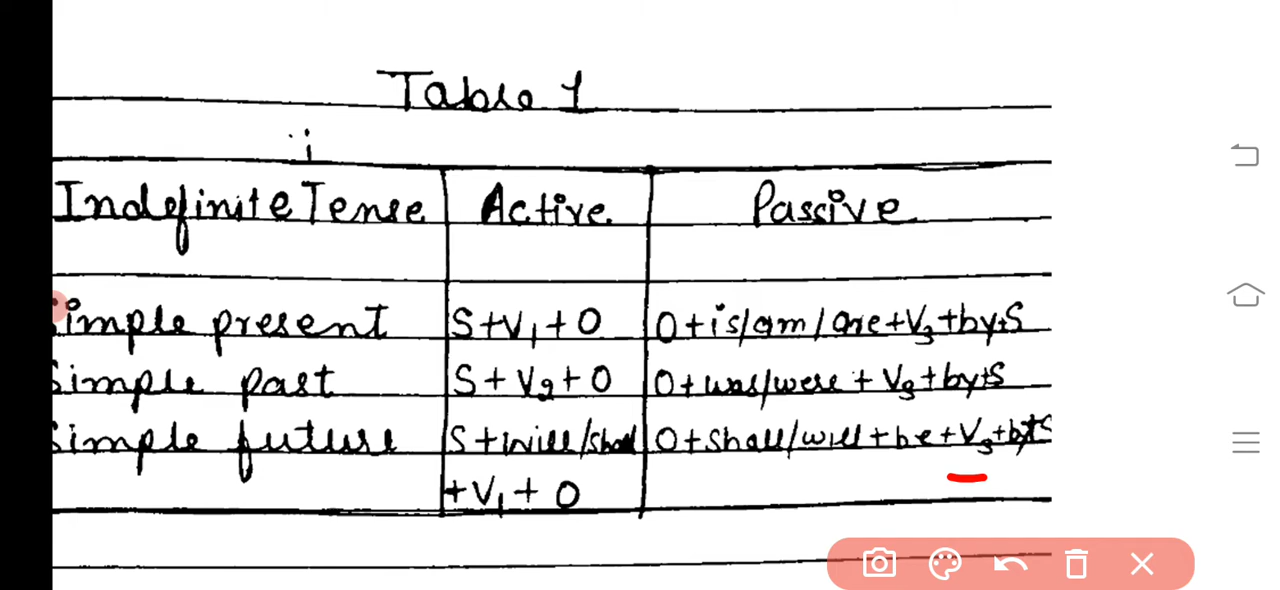 Table 1
Indefinite Tense Active. Passive
Simple present S+V1+O O+is/am/are+V3+by+S
Simple past S+V2+O O+was/were+V3+by+S
Simple future S+will/shall O+shall/will+be+V3+by+S
+V1+O